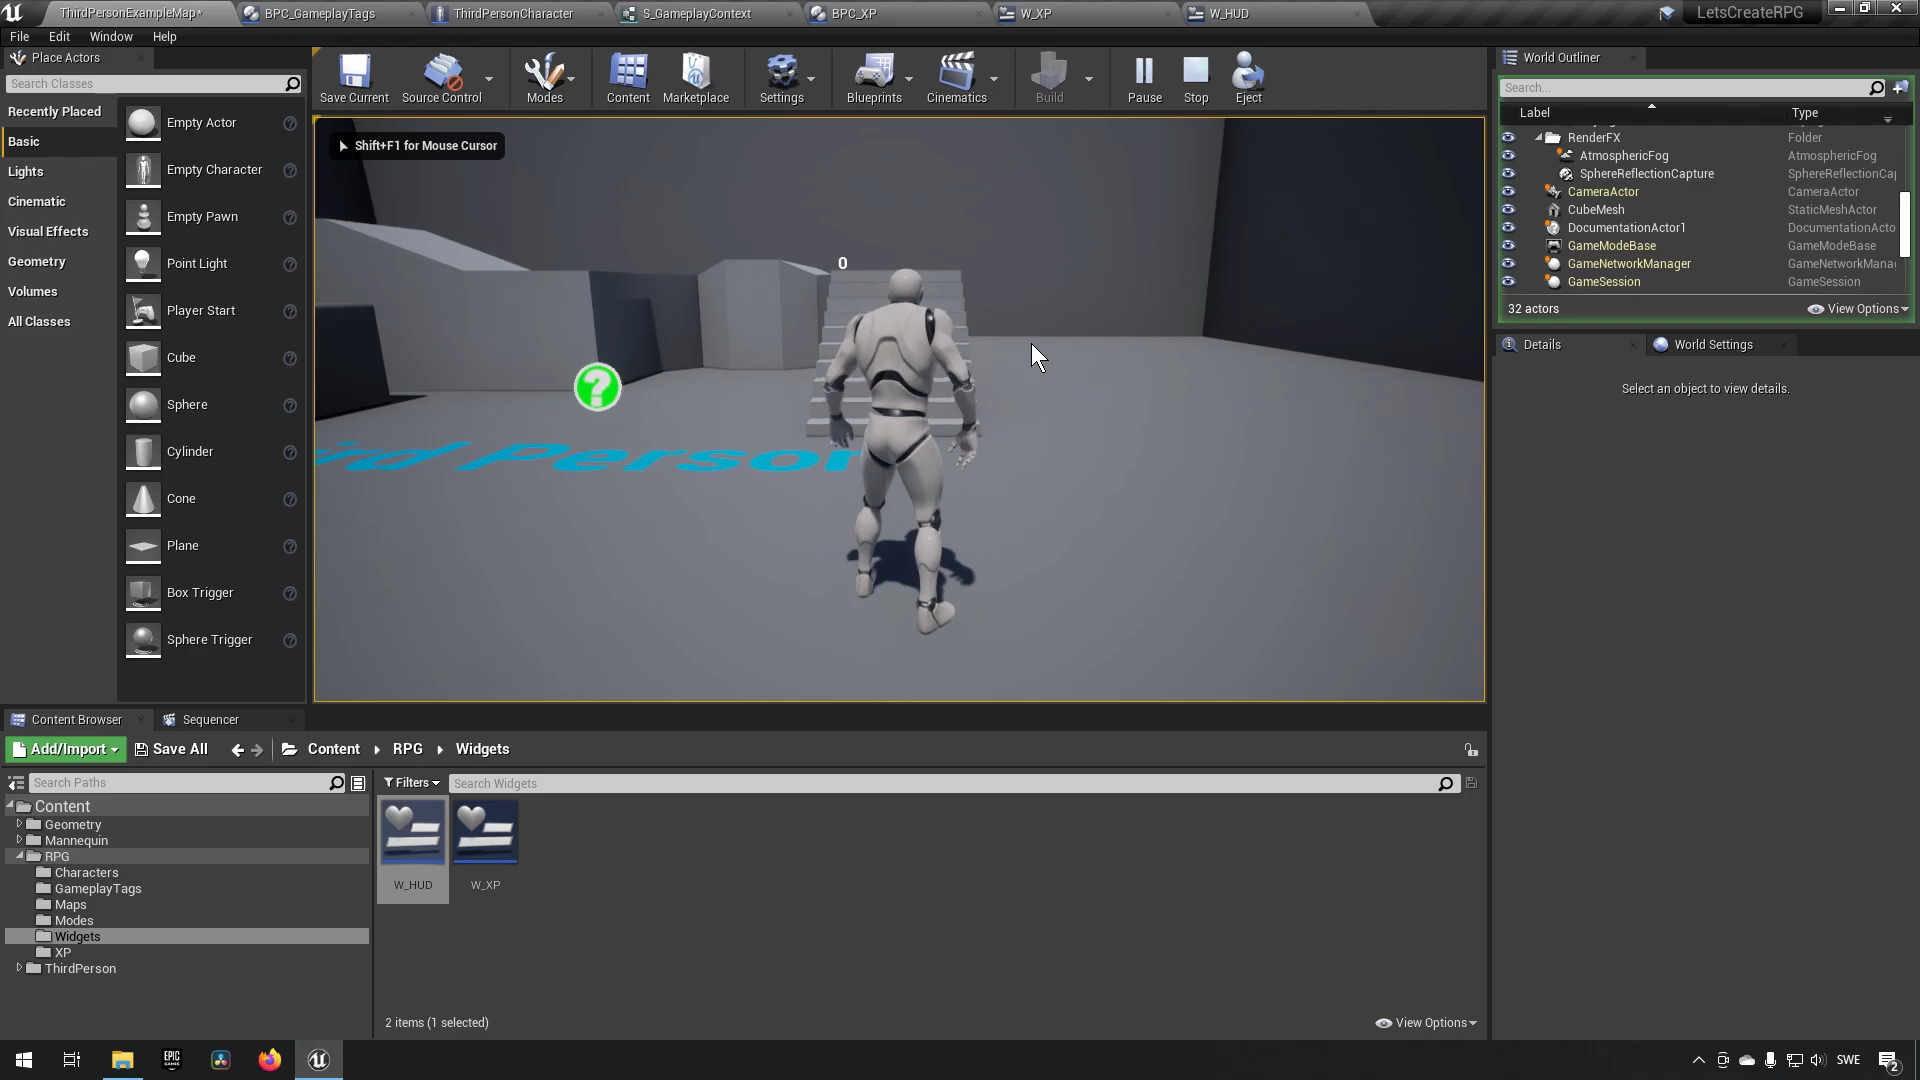 ThirdPersonExampleMap*
BPC_GameplayTags
ThirdPersonCharacter
S_GameplayContext
BPC_XP
W_XP
W_HUD
LetsCreateRPG
File Edit Window Help
Place Actors
Search Classes
Recently Placed
Basic
Lights
Cinematic
Visual Effects
Geometry
Volumes
All Classes
Empty Actor
Empty Character
Empty Pawn
Point Light
Player Start
Cube
Sphere
Cylinder
Cone
Plane
Box Trigger
Sphere Trigger
Save Current
Source Control
Modes
Content
Marketplace
Settings
Blueprints
Cinematics
Build
Pause
Stop
Eject
Shift+F1 for Mouse Cursor
0
?
ird Person
World Outliner
Search...
Label Type
RenderFX Folder
AtmosphericFog AtmosphericFog
SphereReflectionCapture SphereReflectionCap
CameraActor CameraActor
CubeMesh StaticMeshActor
DocumentationActor1 DocumentationActo
GameModeBase GameModeBase
GameNetworkManager GameNetworkManag
GameSession GameSession
32 actors
View Options
Details
World Settings
Select an object to view details.
Content Browser
Sequencer
Add/Import
Save All
Content RPG Widgets
Search Paths
Filters
Search Widgets
Content
Geometry
Mannequin
RPG
Characters
GameplayTags
Maps
Modes
Widgets
XP
ThirdPerson
W_HUD
W_XP
2 items (1 selected)
View Options
EPIC
GAMES
SWE
2